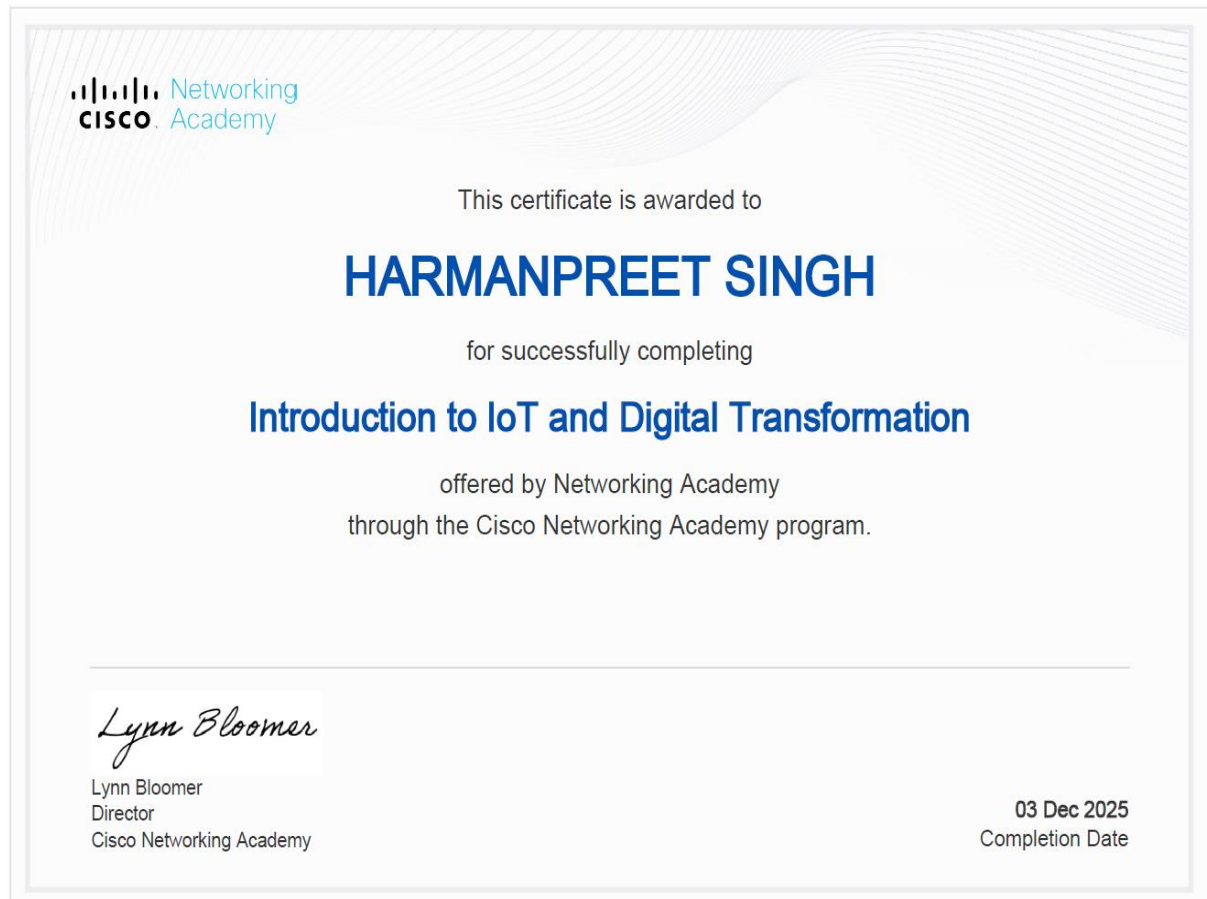 Networking
CISCO. Academy
This certificate is awarded to
HARMANPREET SINGH
for successfully completing
Introduction to IoT and Digital Transformation
offered by Networking Academy
through the Cisco Networking Academy program.
Lynn Bloomer
Lynn Bloomer
Director
Cisco Networking Academy
03 Dec 2025
Completion Date